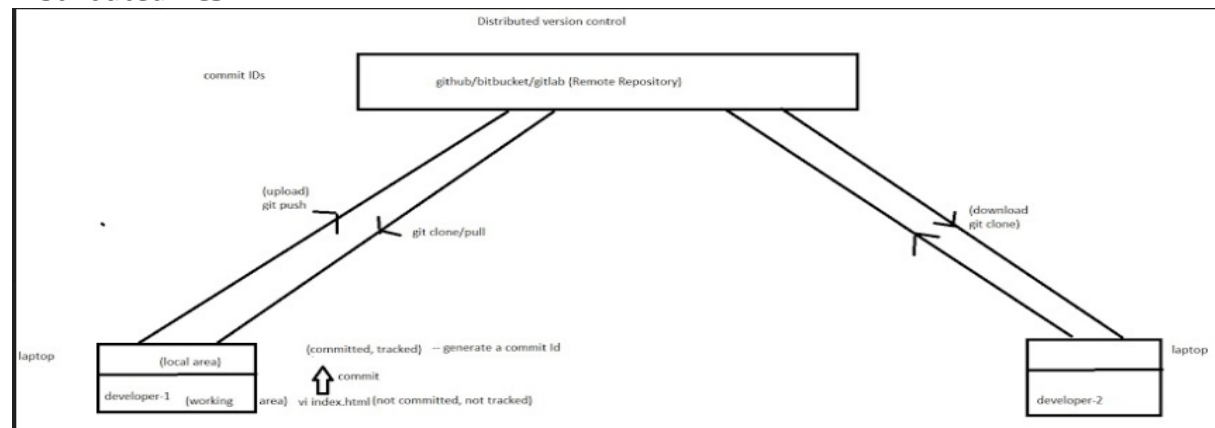 Distributed version control
commit IDs
github/bitbucket/gitlab (Remote Repository)
(upload)
git push
git clone/pull
(download
git clone)
laptop
(local area)
(committed, tracked) -- generate a commit Id
commit
developer-1 (working area) vi index.html (not committed, not tracked)
laptop
developer-2